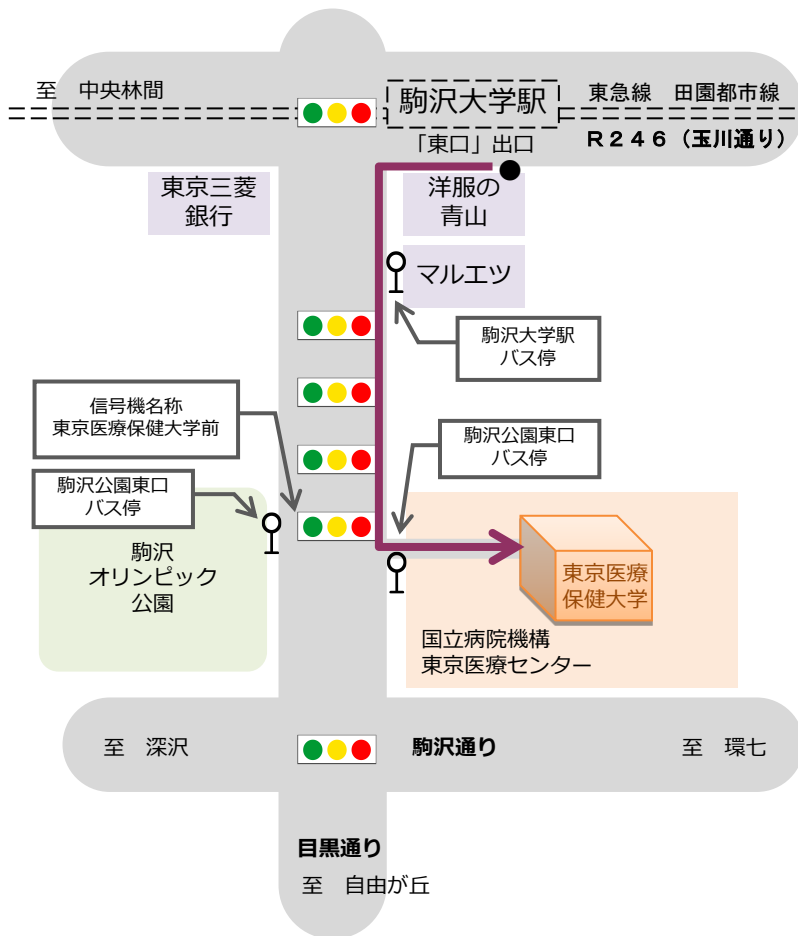 至　中央林間
駒沢大学駅
東急線　田園都市線
Ｒ２４６（玉川通り）
「東口」出口
東京三菱
銀行
洋服の
青山
マルエツ
駒沢大学駅
バス停
信号機名称
東京医療保健大学前
駒沢公園東口
バス停
駒沢公園東口
バス停
駒沢
オリンピック
公園
東京医療
保健大学
国立病院機構
東京医療センター
至　深沢
駒沢通り
至　環七
目黒通り
至　自由が丘